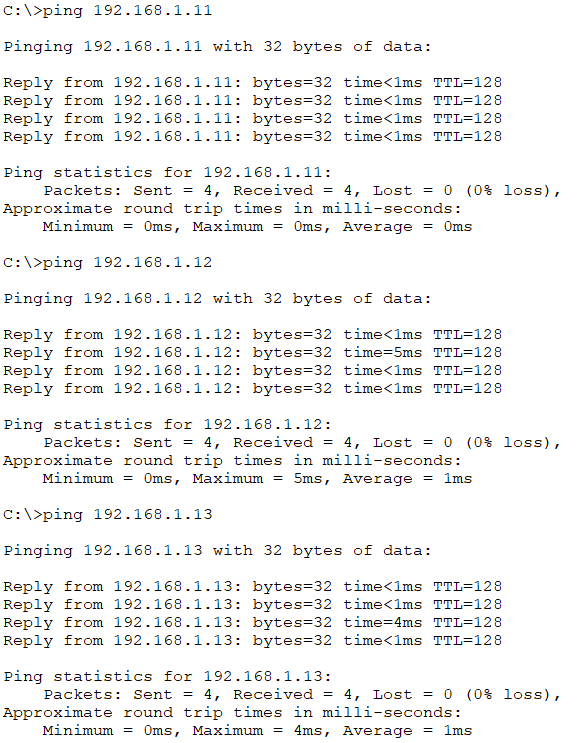 C:\>ping 192.168.1.11
Pinging 192.168.1.11 with 32 bytes of data:
Reply from 192.168.1.11: bytes=32 time<1ms TTL=128
Reply from 192.168.1.11: bytes=32 time<1ms TTL=128
Reply from 192.168.1.11: bytes=32 time<1ms TTL=128
Reply from 192.168.1.11: bytes=32 time<1ms TTL=128
Ping statistics for 192.168.1.11:
    Packets: Sent = 4, Received = 4, Lost = 0 (0% loss),
Approximate round trip times in milli-seconds:
    Minimum = 0ms, Maximum = 0ms, Average = 0ms
C:\>ping 192.168.1.12
Pinging 192.168.1.12 with 32 bytes of data:
Reply from 192.168.1.12: bytes=32 time<1ms TTL=128
Reply from 192.168.1.12: bytes=32 time=5ms TTL=128
Reply from 192.168.1.12: bytes=32 time<1ms TTL=128
Reply from 192.168.1.12: bytes=32 time<1ms TTL=128
Ping statistics for 192.168.1.12:
    Packets: Sent = 4, Received = 4, Lost = 0 (0% loss),
Approximate round trip times in milli-seconds:
    Minimum = 0ms, Maximum = 5ms, Average = 1ms
C:\>ping 192.168.1.13
Pinging 192.168.1.13 with 32 bytes of data:
Reply from 192.168.1.13: bytes=32 time<1ms TTL=128
Reply from 192.168.1.13: bytes=32 time<1ms TTL=128
Reply from 192.168.1.13: bytes=32 time=4ms TTL=128
Reply from 192.168.1.13: bytes=32 time<1ms TTL=128
Ping statistics for 192.168.1.13:
    Packets: Sent = 4, Received = 4, Lost = 0 (0% loss),
Approximate round trip times in milli-seconds:
    Minimum = 0ms, Maximum = 4ms, Average = 1ms